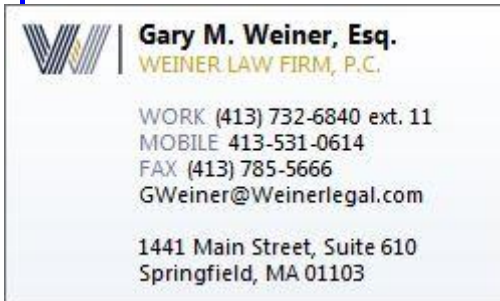 Gary M. Weiner, Esq.
WEINER LAW FIRM, P.C.
WORK (413) 732-6840 ext. 11
MOBILE 413-531-0614
FAX (413) 785-5666
GWeiner@Weinerlegal.com
1441 Main Street, Suite 610
Springfield, MA 01103